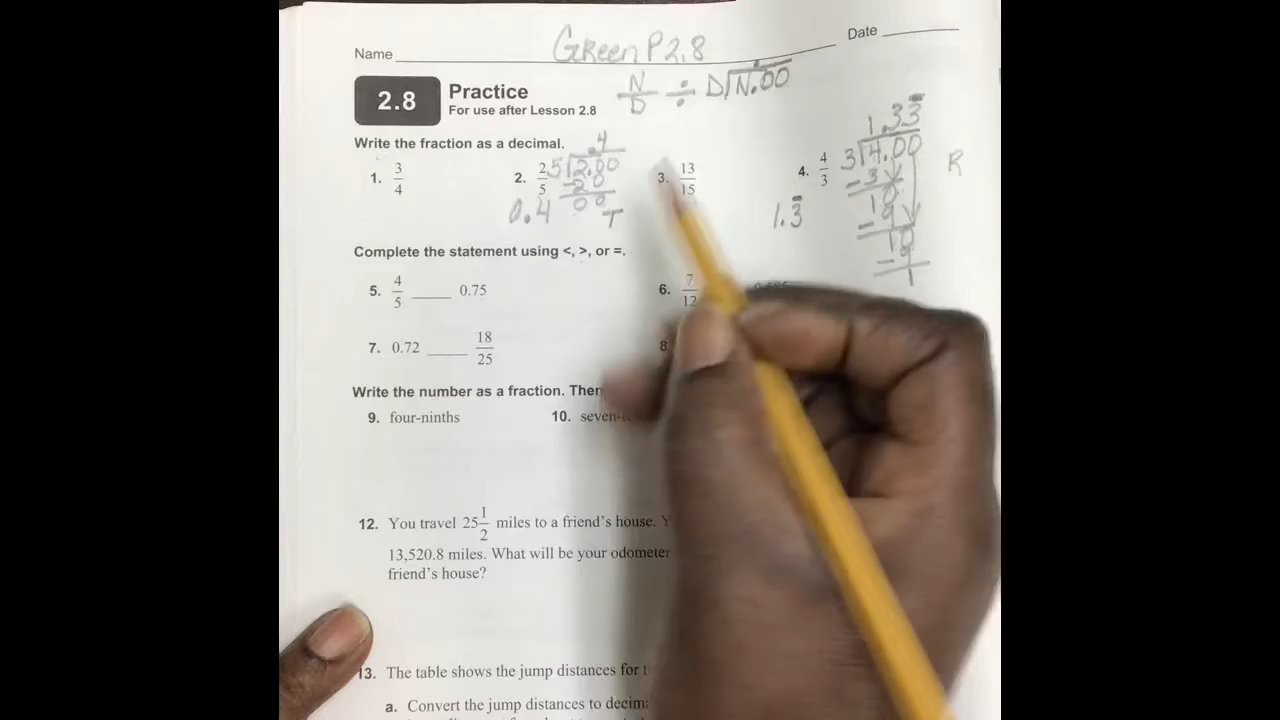 Name Green P 2.8 Date
2.8 Practice
For use after Lesson 2.8
N/D ÷ D)N.00
Write the fraction as a decimal.
1. 3/4
2. 2/5
.4
5)2.00
-20
00
0.4
T
3. 13/15
4. 4/3
1.33
3)4.00
-3
10
-9
10
-9
1
1.3̄
R
Complete the statement using <, >, or =.
5. 4/5 ____ 0.75
6. 7/12
7. 0.72 ____ 18/25
8
Write the number as a fraction. Then
9. four-ninths
10.
12. You travel 25 1/2 miles to a friend's house.
13,520.8 miles. What will be your odometer
friend's house?
13. The table shows the jump distances for
a. Convert the jump distances to